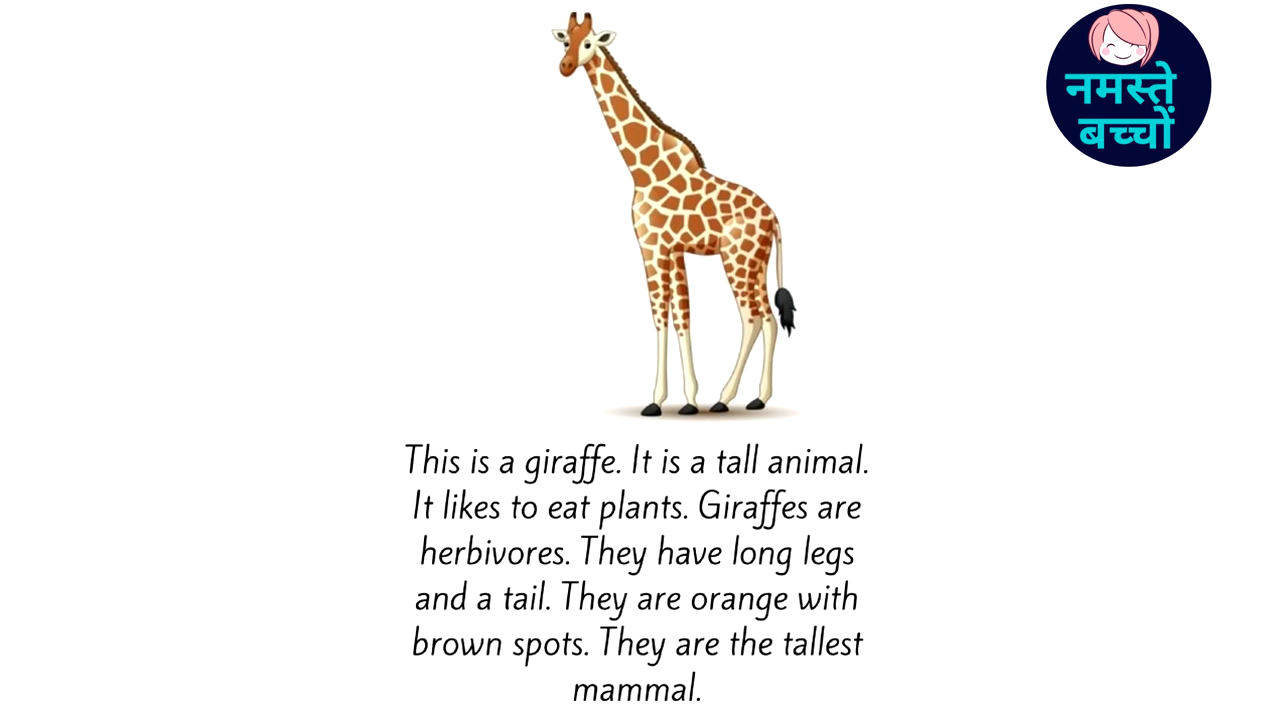 नमस्ते
बच्चों
This is a giraffe. It is a tall animal.
It likes to eat plants. Giraffes are
herbivores. They have long legs
and a tail. They are orange with
brown spots. They are the tallest
mammal.